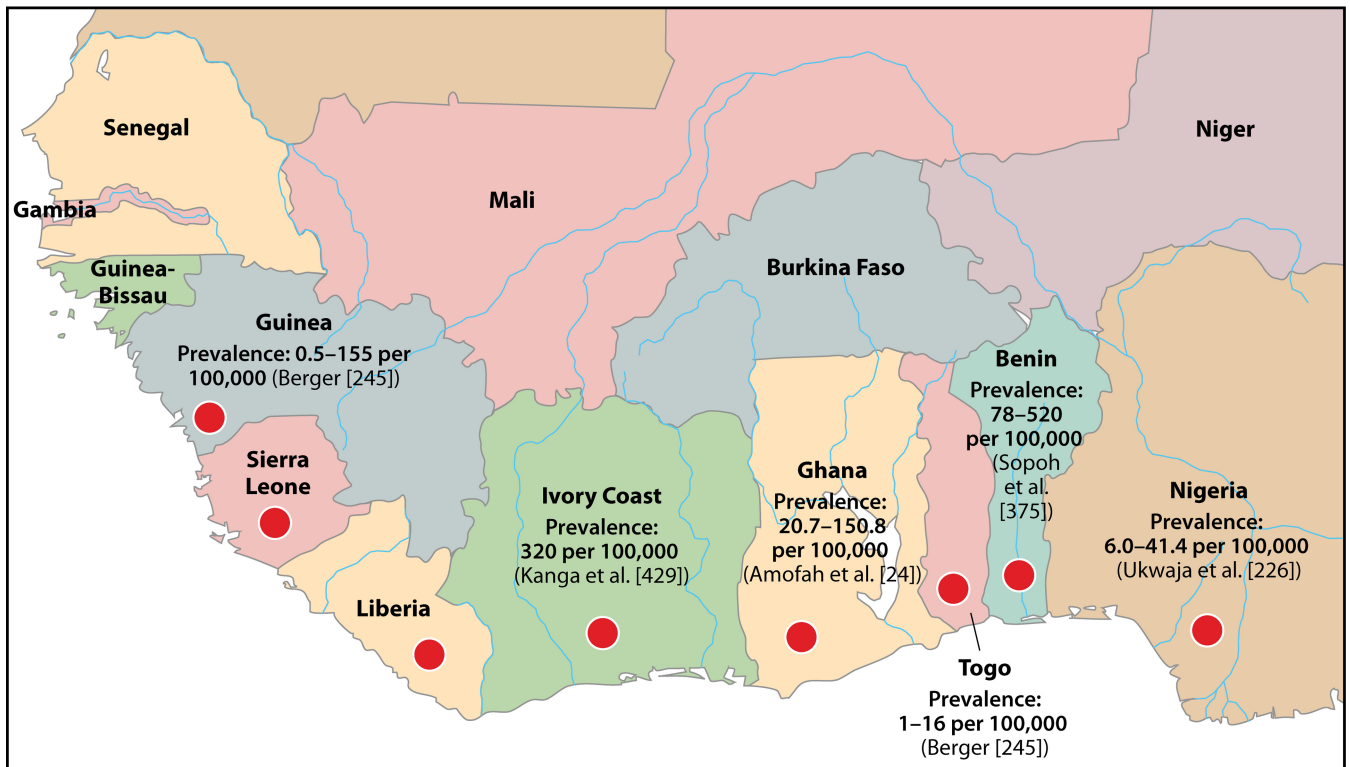 Senegal
Niger
Mali
Gambia
Guinea-
Bissau
Burkina Faso
Guinea
Prevalence: 0.5–155 per
100,000 (Berger [245])
Benin
Prevalence:
78–520
per 100,000
(Sopoh
et al.
[375])
Sierra
Leone
Ivory Coast
Prevalence:
320 per 100,000
(Kanga et al. [429])
Ghana
Prevalence:
20.7–150.8
per 100,000
(Amofah et al. [24])
Nigeria
Prevalence:
6.0–41.4 per 100,000
(Ukwaja et al. [226])
Liberia
Togo
Prevalence:
1–16 per 100,000
(Berger [245])